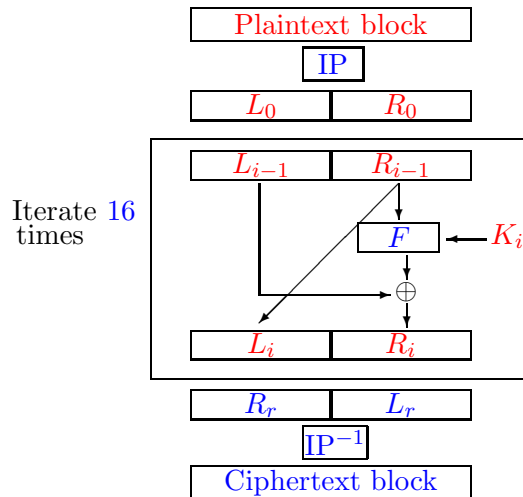 Plaintext block
IP
L₀ R₀
Lᵢ₋₁ Rᵢ₋₁
Iterate 16
times
F
Kᵢ
⊕
Lᵢ Rᵢ
Rᵣ Lᵣ
IP⁻¹
Ciphertext block